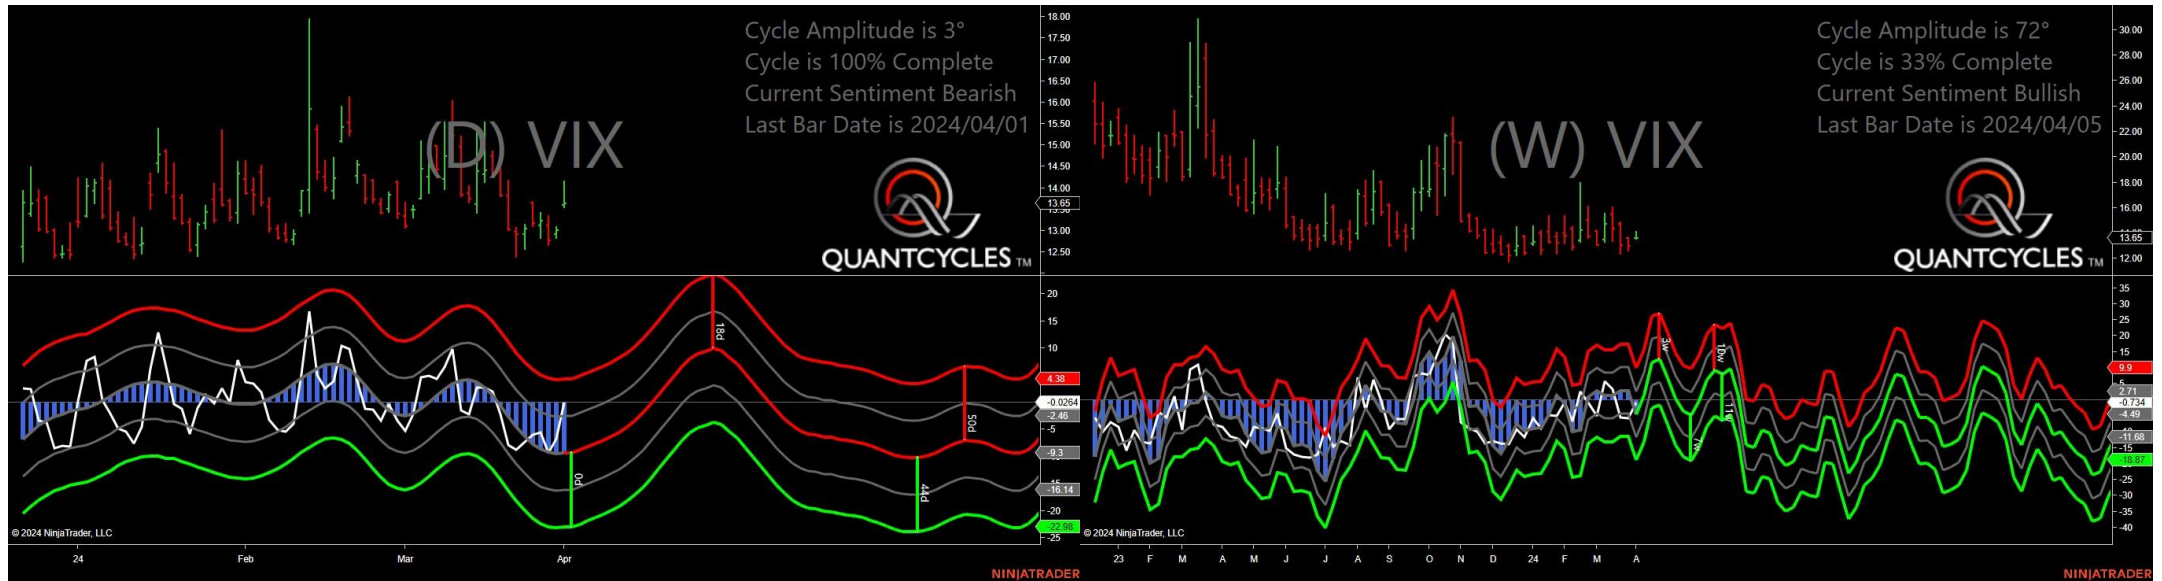 Cycle Amplitude is 3°
Cycle is 100% Complete
Current Sentiment Bearish
Last Bar Date is 2024/04/01
(D) VIX
QUANTCYCLES TM
18.00
17.50
17.00
16.50
16.00
15.50
15.00
14.50
14.00
13.65
13.00
12.50
20
15
10
4.38
-0.0264
-2.46
-5
-9.3
-16.14
-20
-22.98
-25
18d
0d
44d
50d
© 2024 NinjaTrader, LLC
24 Feb Mar Apr
NINJATRADER
Cycle Amplitude is 72°
Cycle is 33% Complete
Current Sentiment Bullish
Last Bar Date is 2024/04/05
(W) VIX
QUANTCYCLES TM
30.00
28.00
26.00
24.00
22.00
20.00
18.00
16.00
13.65
12.00
35
30
25
20
15
9.9
5
2.71
-0.734
-4.49
-11.68
-15
-18.87
-25
-30
-35
-40
3w
10w
11w
7w
© 2024 NinjaTrader, LLC
23 F M A M J J A S O N D 24 F M A
NINJATRADER